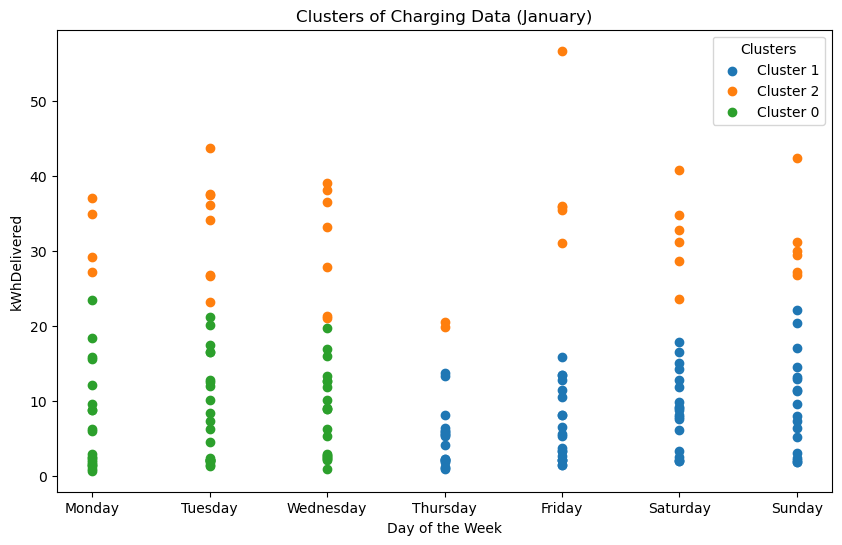 Clusters of Charging Data (January)
Clusters
Cluster 1
Cluster 2
Cluster 0
kWhDelivered
50
40
30
20
10
0
Monday Tuesday Wednesday Thursday Friday Saturday Sunday
Day of the Week